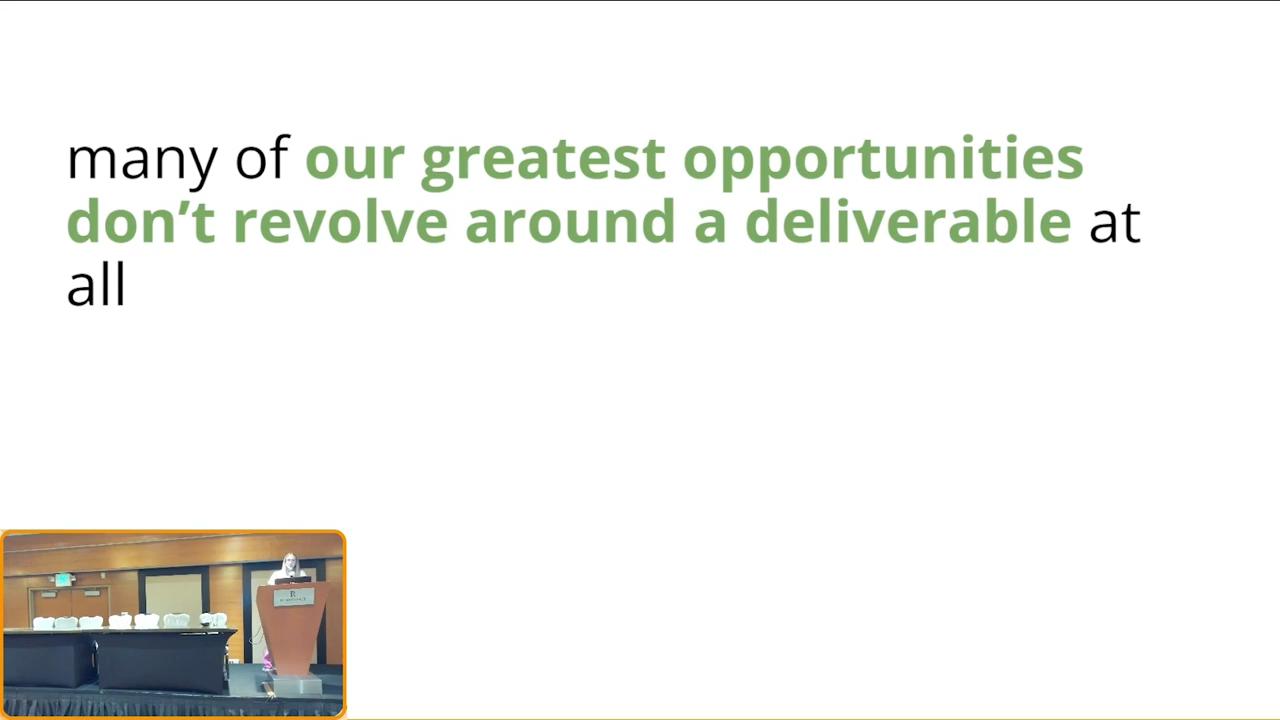 many of our greatest opportunities
don’t revolve around a deliverable at
all